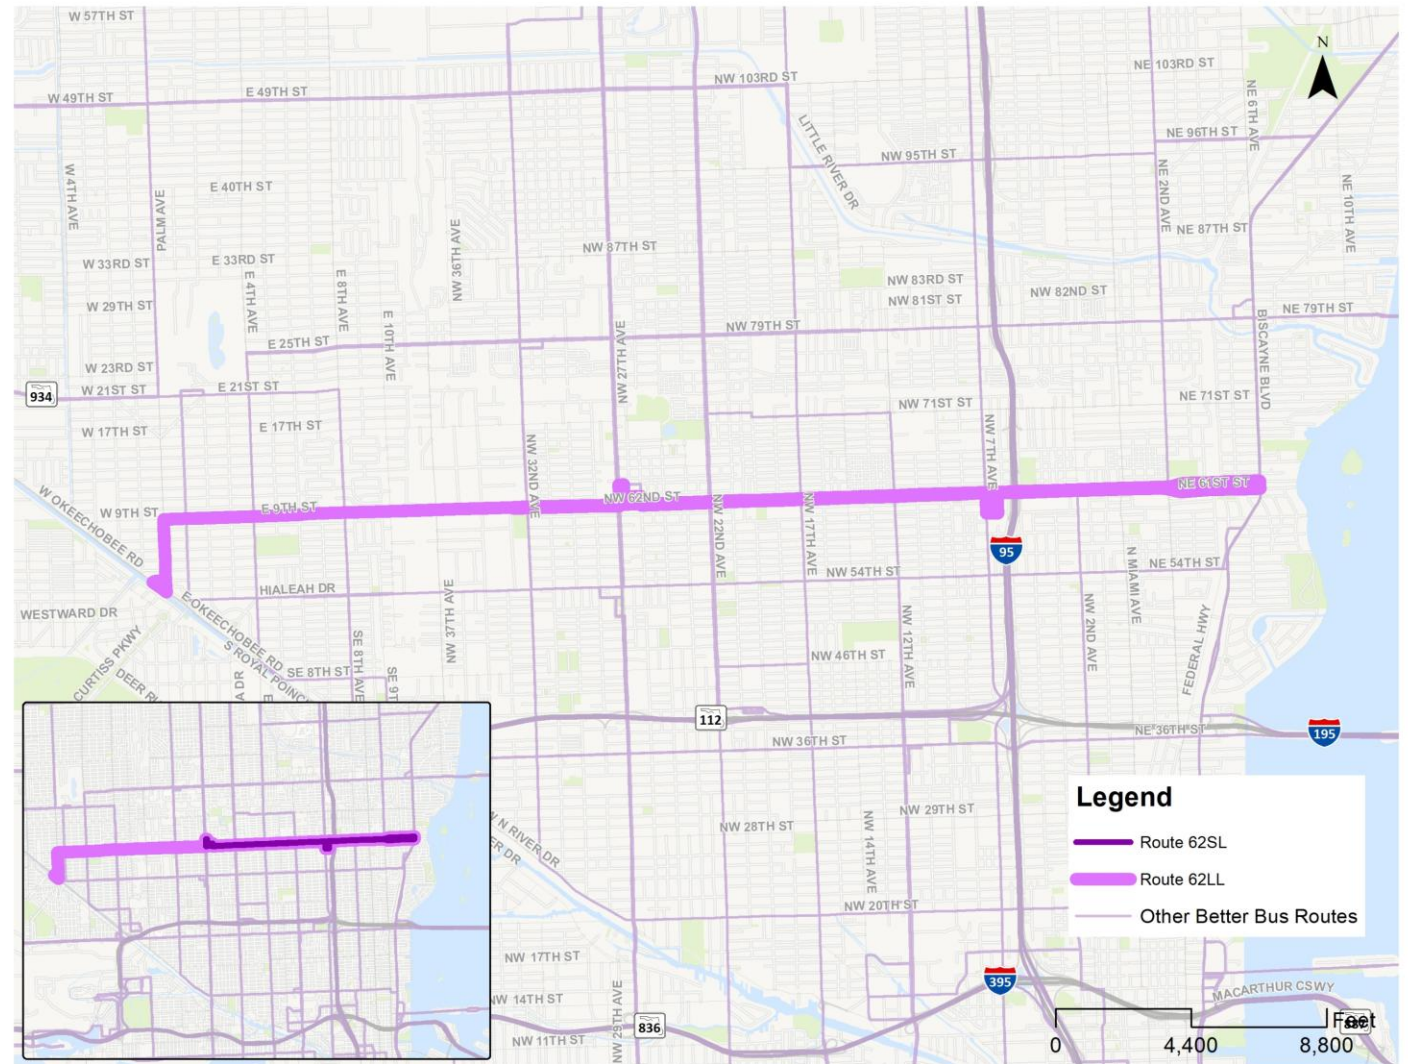 W 57TH ST
N
NW 103RD ST
NE 103RD ST
W 49TH ST
E 49TH ST
NE 6TH AVE
LITTLE RIVER DR
NE 96TH ST
NW 95TH ST
W 4TH AVE
PALM AVE
E 40TH ST
NE 2ND AVE
NE 10TH AVE
NW 36TH AVE
NE 87TH ST
NW 87TH ST
W 33RD ST
E 33RD ST
E 4TH AVE
E 8TH AVE
NW 83RD ST
NW 82ND ST
W 29TH ST
NW 81ST ST
NE 79TH ST
E 10TH AVE
NW 27TH AVE
NW 79TH ST
BISCAYNE BLVD
E 25TH ST
W 23RD ST
934
W 21ST ST
E 21ST ST
NE 71ST ST
NW 71ST ST
W 17TH ST
E 17TH ST
NW 7TH AVE
NW 32ND AVE
W OKEECHOBEE RD
NW 62ND ST
NE 61ST ST
W 9TH ST
E 9TH ST
NW 22ND AVE
NW 17TH AVE
95
N MIAMI AVE
NE 54TH ST
NW 54TH ST
HIALEAH DR
NW 37TH AVE
WESTWARD DR
E OKEECHOBEE RD
NW 12TH AVE
NW 2ND AVE
FEDERAL HWY
CURTISS PKWY
S ROYAL POINC
SE 8TH AVE
NW 46TH ST
SE 8TH ST
SE 9T
DEER RU
A DR
E
112
NE 36TH ST
195
NW 36TH ST
Legend
Route 62SL
Route 62LL
Other Better Bus Routes
NW 29TH ST
NW 28TH ST
NW 14TH AVE
W N RIVER DR
ER DR
NW 20TH ST
NW 17TH ST
395
NW 14TH ST
MACARTHUR CSWY
NW 29TH AVE
836
NW 11TH ST
Feet
0
4,400
8,800